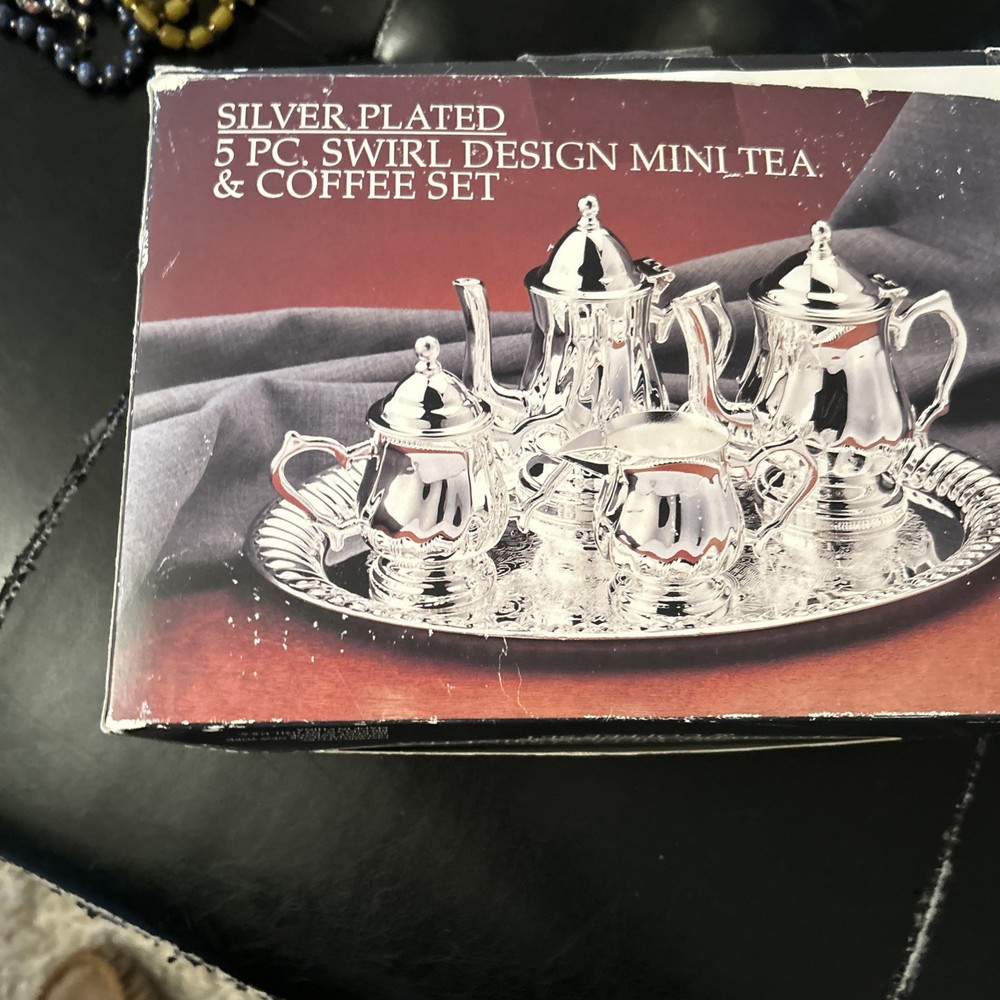 SILVER PLATED
5 PC. SWIRL DESIGN MINI TEA
& COFFEE SET